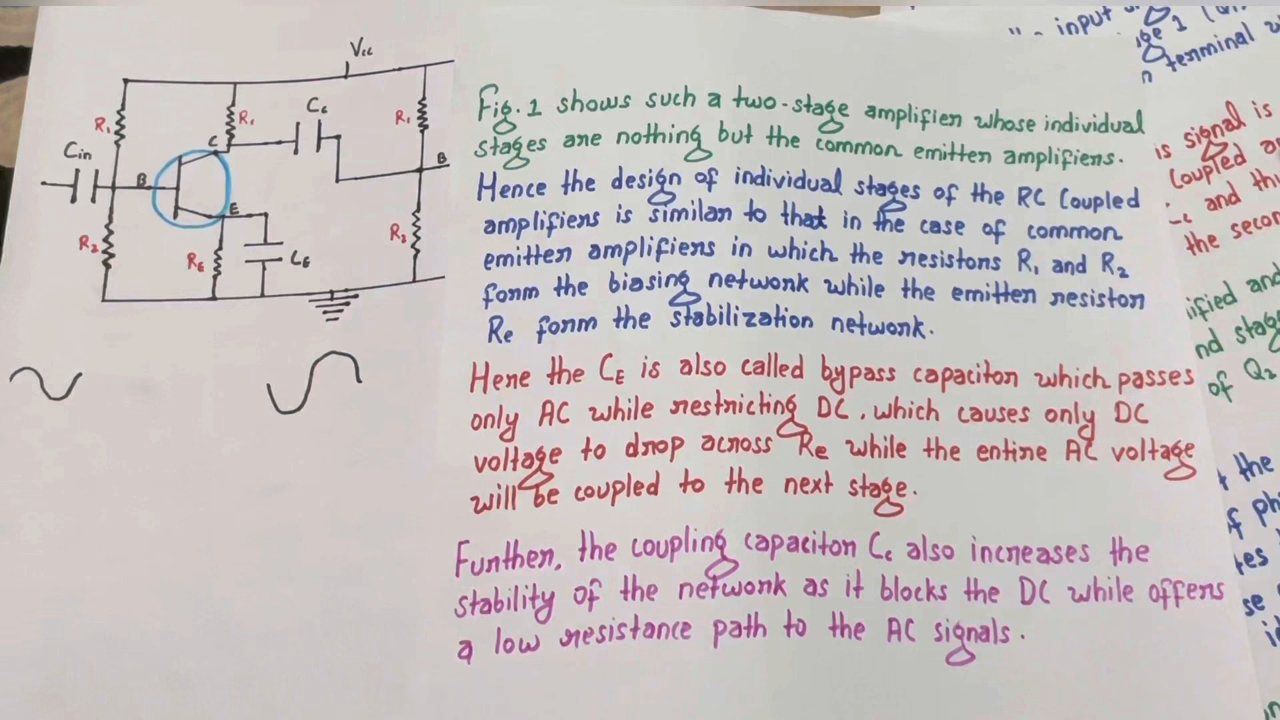 Vcc
R₁
R₁
Cc
R₁
C
Cin
B
B
E
R₂
R₂
RE
CE
Fig. 1 shows such a two-stage amplifier whose individual
stages are nothing but the common emitter amplifiers.
Hence the design of individual stages of the RC Coupled
amplifiers is similar to that in the case of common
emitter amplifiers in which the resistors R₁ and R₂
form the biasing network while the emitter resistor
Re form the stabilization network.
Here the CE is also called bypass capacitor which passes
only AC while restricting DC, which causes only DC
voltage to drop across Re while the entire AC voltage
will be coupled to the next stage.
Further, the coupling capacitor Cc also increases the
stability of the network as it blocks the DC while offers
a low resistance path to the AC signals.
input
terminal
is signal is
Coupled
and
the
ified and
of Q₂
the